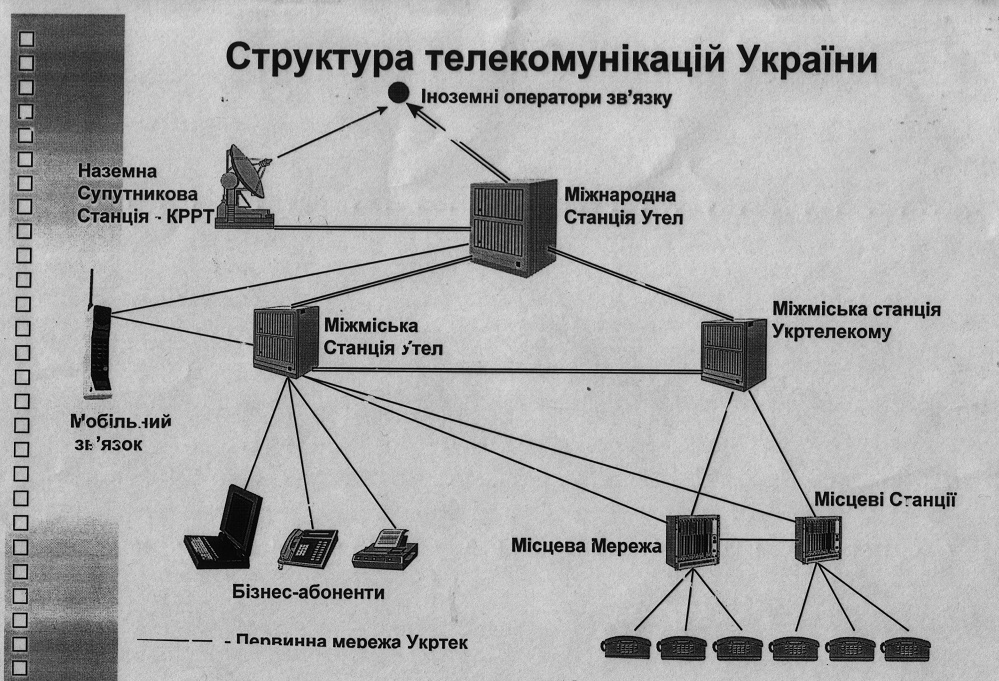 Структура телекомунікацій України
Іноземні оператори зв'язку
Наземна
Супутникова
Станція - КРРТ
Міжнародна
Станція Утел
Міжміська станція
Укртелекому
Міжміська
Станція Утел
Мобільний
зв'язок
Місцеві Станції
Місцева Мережа
Бізнес-абоненти
- Первинна мережа Укртек